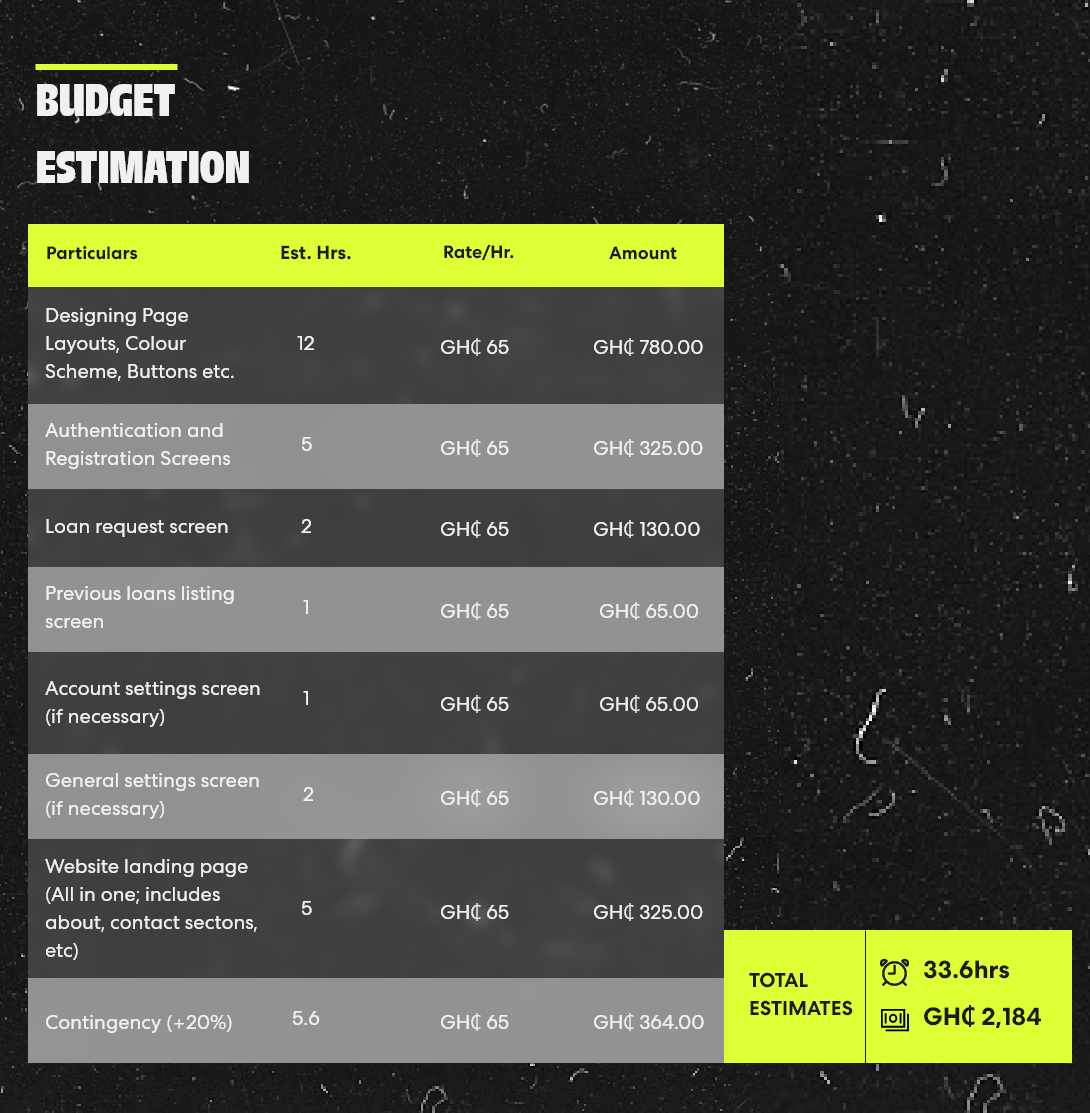 BUDGET
ESTIMATION
Particulars Est. Hrs. Rate/Hr. Amount
Designing Page
Layouts, Colour
Scheme, Buttons etc.
12 GH₵ 65 GH₵ 780.00
Authentication and
Registration Screens
5 GH₵ 65 GH₵ 325.00
Loan request screen 2 GH₵ 65 GH₵ 130.00
Previous loans listing
screen
1 GH₵ 65 GH₵ 65.00
Account settings screen
(if necessary)
1 GH₵ 65 GH₵ 65.00
General settings screen
(if necessary)
2 GH₵ 65 GH₵ 130.00
Website landing page
(All in one; includes
about, contact sectons,
etc)
5 GH₵ 65 GH₵ 325.00
Contingency (+20%) 5.6 GH₵ 65 GH₵ 364.00
TOTAL
ESTIMATES
33.6hrs
GH₵ 2,184